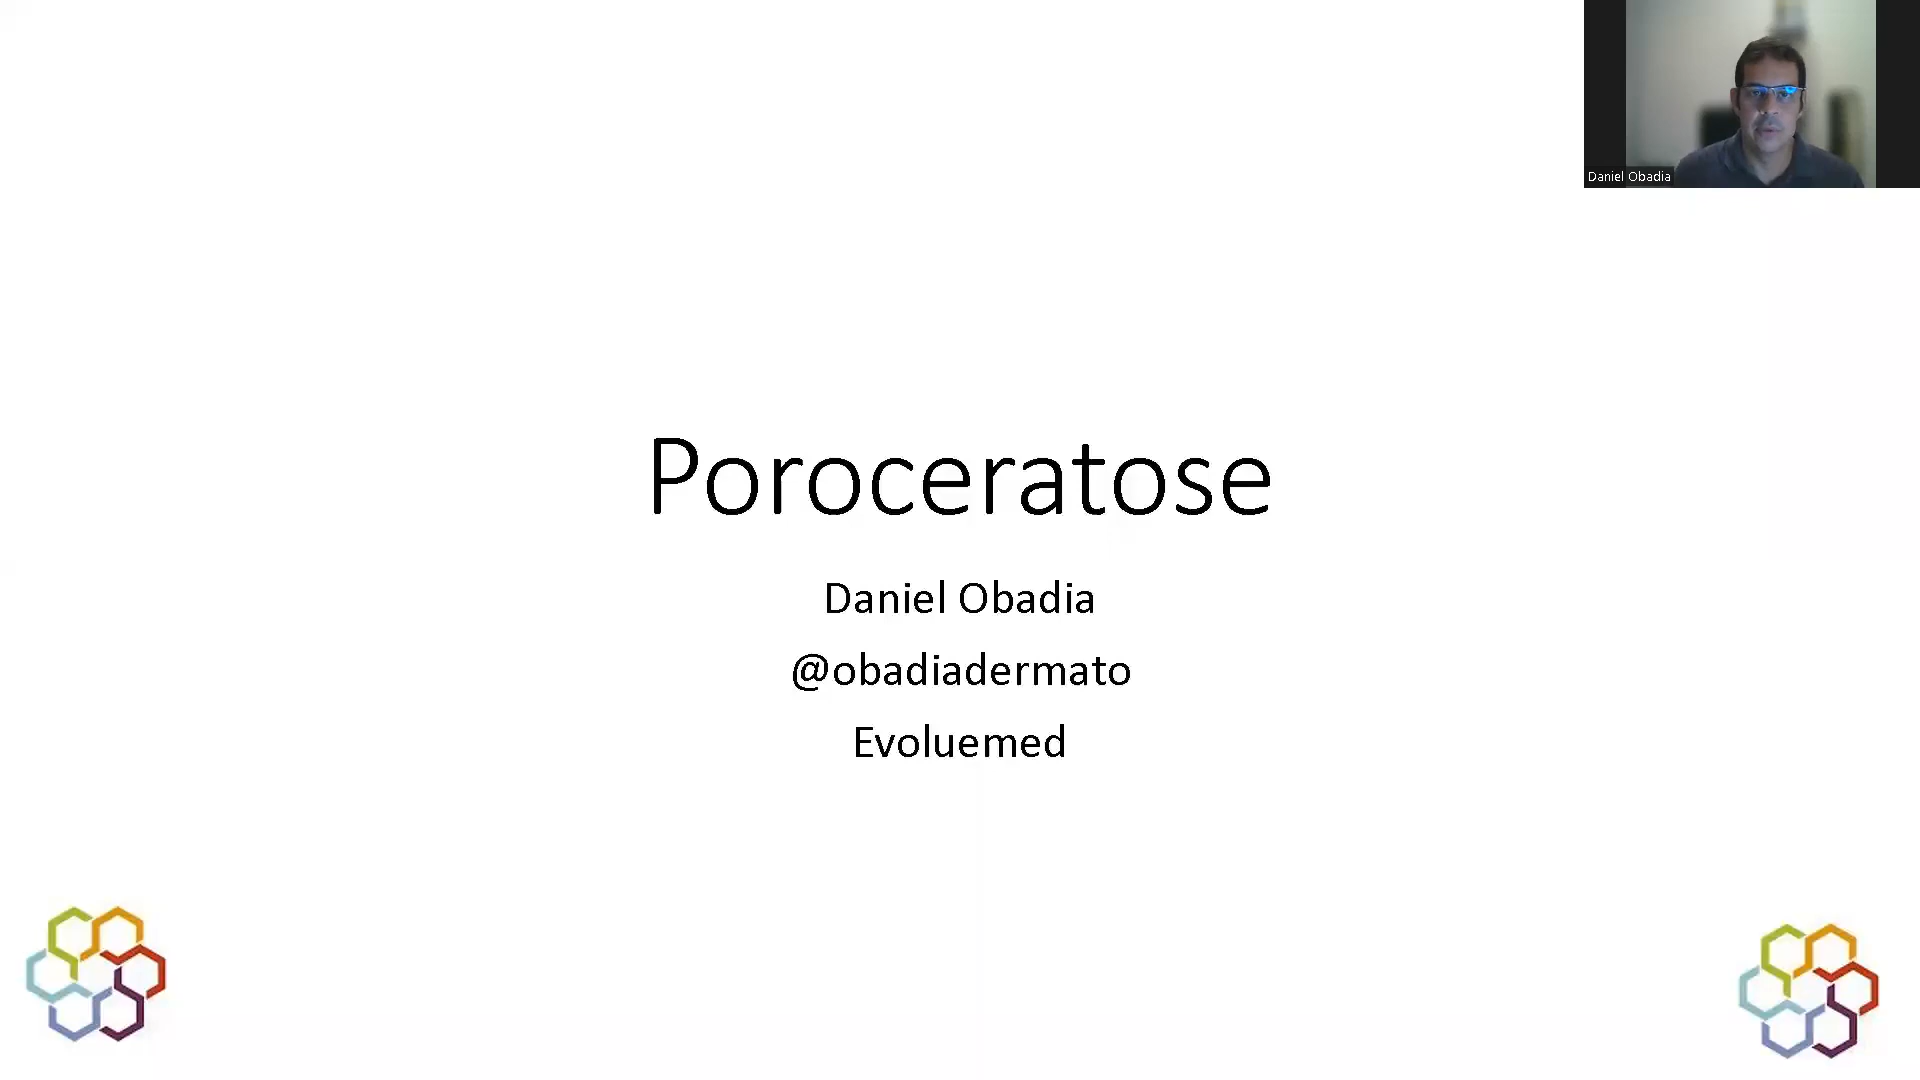 Daniel Obadia
Poroceratose
Daniel Obadia
@obadiadermato
Evoluemed